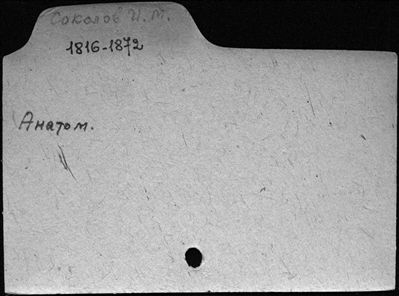 Соколов И. М.
1816-1872
Анатом.